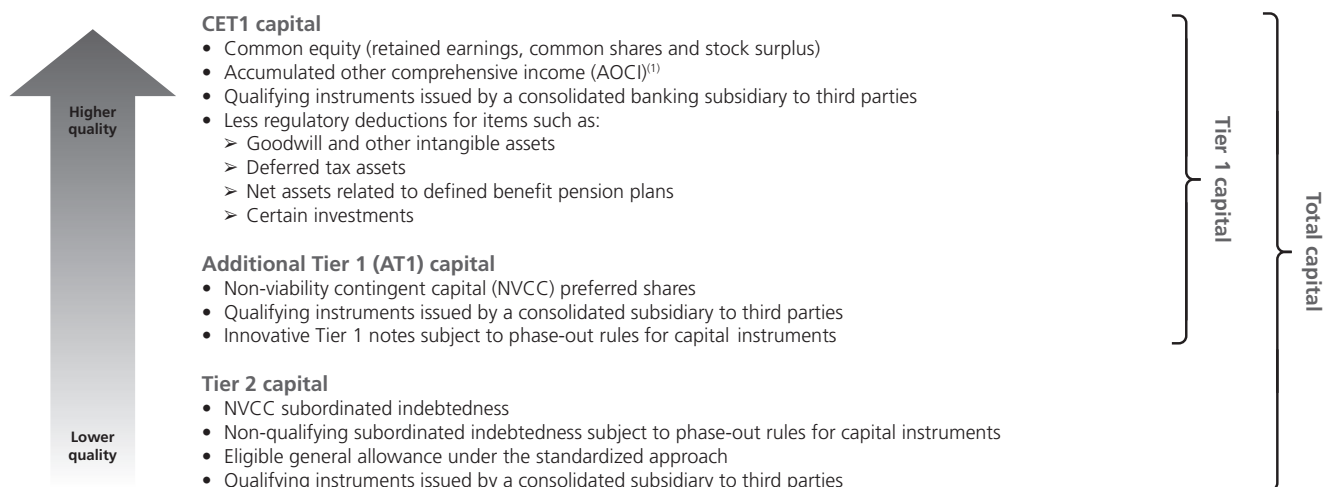 CET1 capital
• Common equity (retained earnings, common shares and stock surplus)
• Accumulated other comprehensive income (AOCI)(1)
• Qualifying instruments issued by a consolidated banking subsidiary to third parties
• Less regulatory deductions for items such as:
➢ Goodwill and other intangible assets
➢ Deferred tax assets
➢ Net assets related to defined benefit pension plans
➢ Certain investments
Additional Tier 1 (AT1) capital
• Non-viability contingent capital (NVCC) preferred shares
• Qualifying instruments issued by a consolidated subsidiary to third parties
• Innovative Tier 1 notes subject to phase-out rules for capital instruments
Tier 2 capital
• NVCC subordinated indebtedness
• Non-qualifying subordinated indebtedness subject to phase-out rules for capital instruments
• Eligible general allowance under the standardized approach
• Qualifying instruments issued by a consolidated subsidiary to third parties
Higher
quality
Lower
quality
Tier 1 capital
Total capital